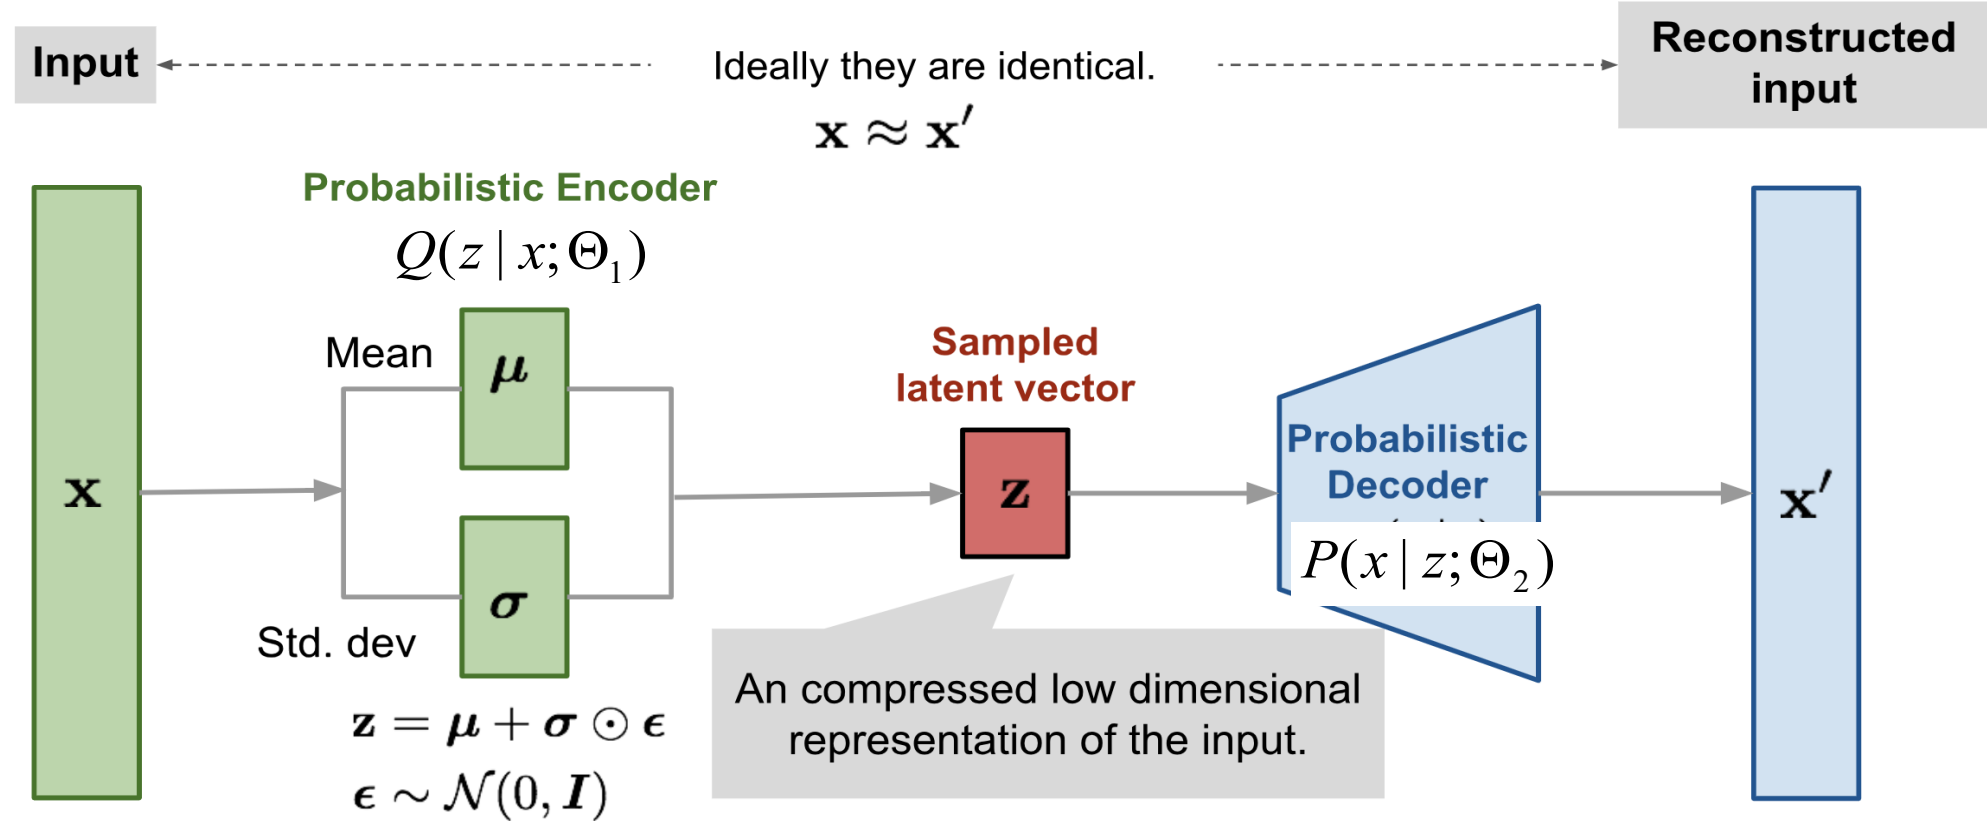 Input
Ideally they are identical.
x ≈ x′
Reconstructed
input
Probabilistic Encoder
Q(z | x; Θ₁)
Mean
μ
x
Std. dev
σ
z = μ + σ ⊙ ϵ
ϵ ∼ 𝒩(0, I)
Sampled
latent vector
z
An compressed low dimensional
representation of the input.
Probabilistic
Decoder
P(x | z; Θ₂)
x′